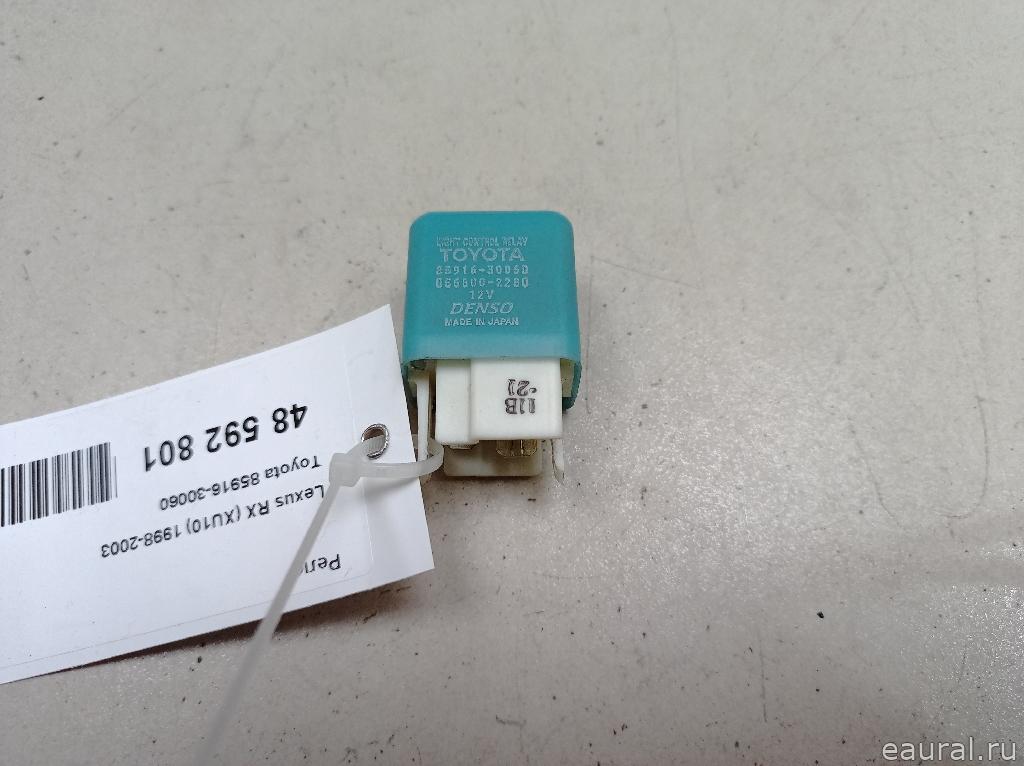 LIGHT CONTROL RELAY
TOYOTA
85916-30060
056800-2280
12V
DENSO
MADE IN JAPAN
11B
-21
48 592 801
Toyota 85916-30060
Lexus RX (XU10) 1998-2003
eaural.ru